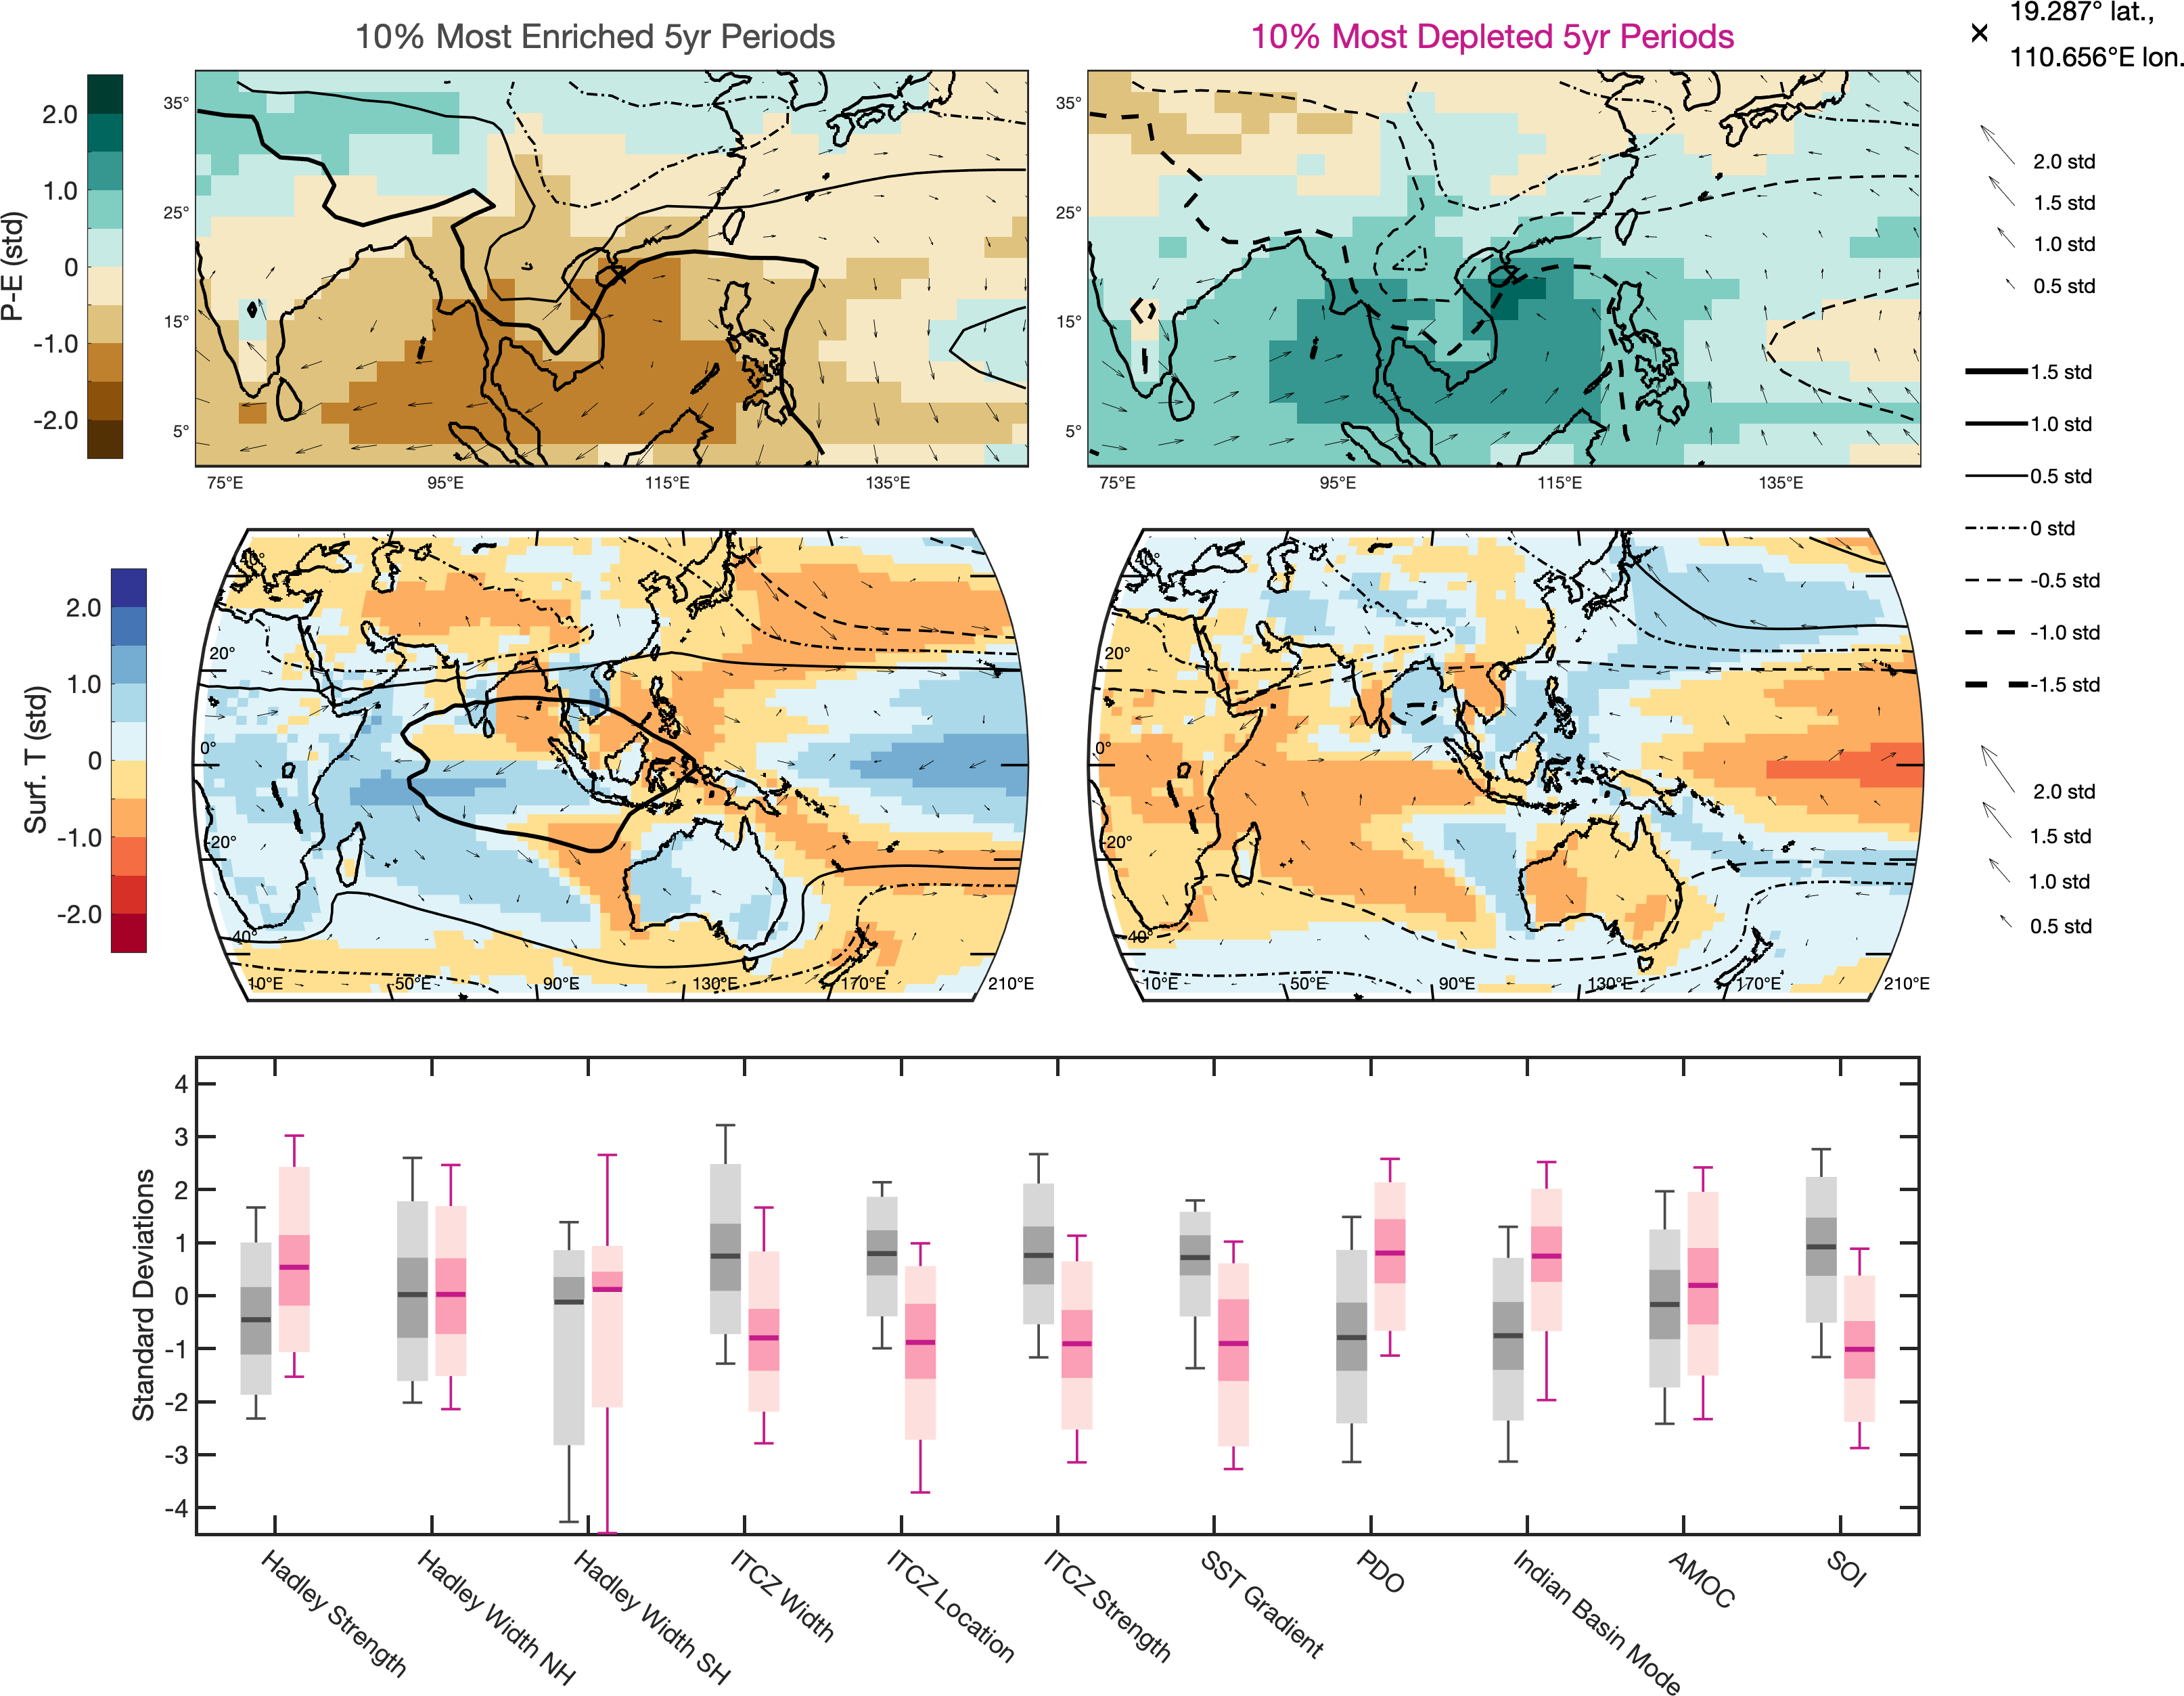 10% Most Enriched 5yr Periods
10% Most Depleted 5yr Periods
19.287° lat.,
110.656°E lon.
P-E (std)
2.0
1.0
0
-1.0
-2.0
35°
25°
15°
5°
75°E
95°E
115°E
135°E
35°
25°
15°
5°
75°E
95°E
115°E
135°E
2.0 std
1.5 std
1.0 std
0.5 std
1.5 std
1.0 std
0.5 std
0 std
-0.5 std
-1.0 std
-1.5 std
Surf. T (std)
2.0
1.0
0
-1.0
-2.0
40°
20°
0°
-20°
-40°
10°E
50°E
90°E
130°E
170°E
210°E
40°
20°
0°
-20°
-40°
10°E
50°E
90°E
130°E
170°E
210°E
2.0 std
1.5 std
1.0 std
0.5 std
Standard Deviations
4
3
2
1
0
-1
-2
-3
-4
Hadley Strength
Hadley Width NH
Hadley Width SH
ITCZ Width
ITCZ Location
ITCZ Strength
SST Gradient
PDO
Indian Basin Mode
AMOC
SOI